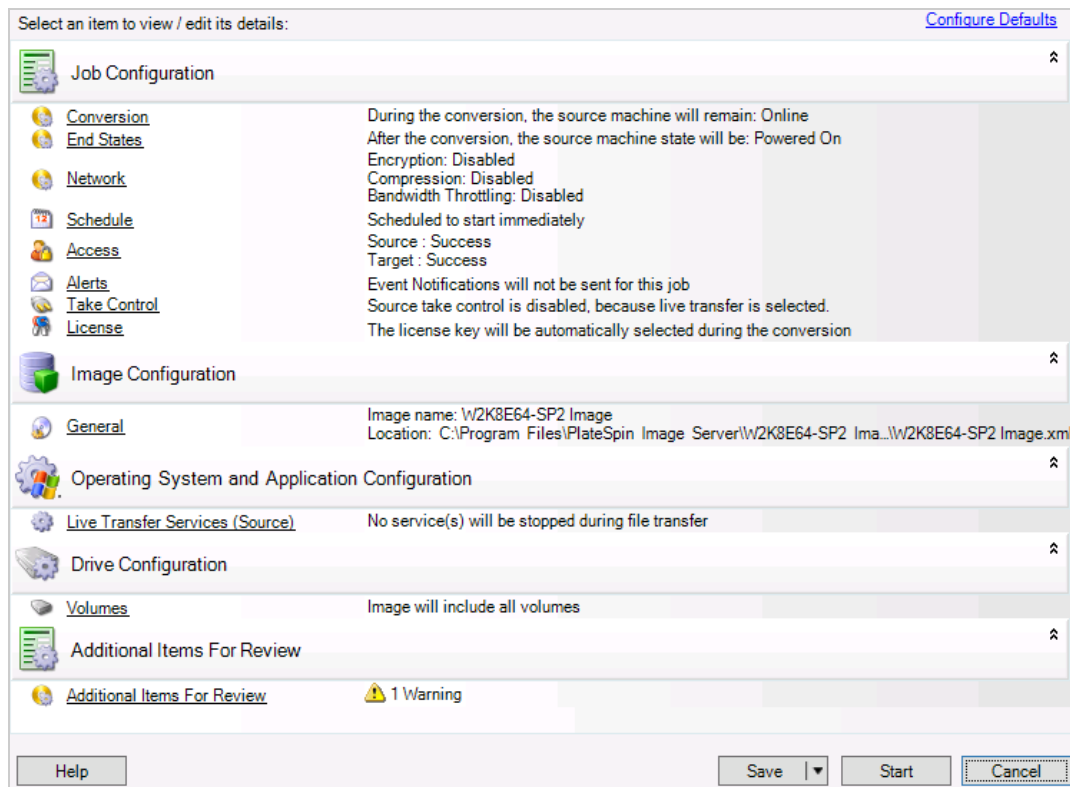 Select an item to view / edit its details:
Configure Defaults
Job Configuration
Conversion During the conversion, the source machine will remain: Online
End States After the conversion, the source machine state will be: Powered On
Network Encryption: Disabled
Compression: Disabled
Bandwidth Throttling: Disabled
12
Schedule Scheduled to start immediately
Access Source : Success
Target : Success
Alerts Event Notifications will not be sent for this job
Take Control Source take control is disabled, because live transfer is selected.
License The license key will be automatically selected during the conversion
Image Configuration
General Image name: W2K8E64-SP2 Image
Location: C:\Program Files\PlateSpin Image Server\W2K8E64-SP2 Ima...\W2K8E64-SP2 Image.xml
Operating System and Application Configuration
Live Transfer Services (Source) No service(s) will be stopped during file transfer
Drive Configuration
Volumes Image will include all volumes
Additional Items For Review
Additional Items For Review 1 Warning
Help Save Start Cancel